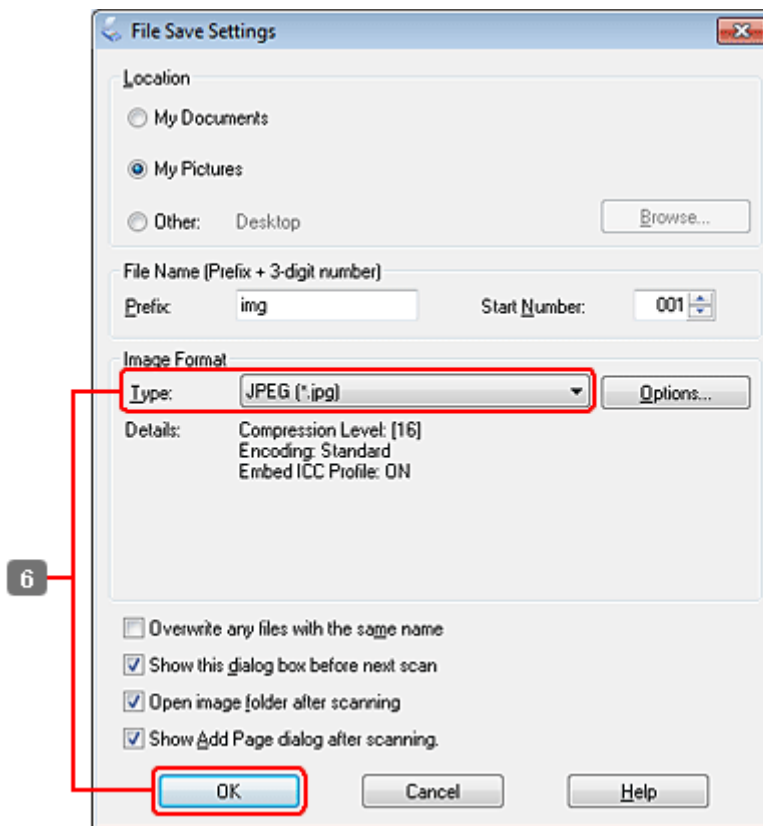 File Save Settings
Location
My Documents
My Pictures
Other: Desktop Browse...
File Name (Prefix + 3-digit number)
Prefix: img Start Number: 001
Image Format
Type: JPEG (*.jpg) Options...
Details: Compression Level: [16]
Encoding: Standard
Embed ICC Profile: ON
6
Overwrite any files with the same name
Show this dialog box before next scan
Open image folder after scanning
Show Add Page dialog after scanning.
OK Cancel Help